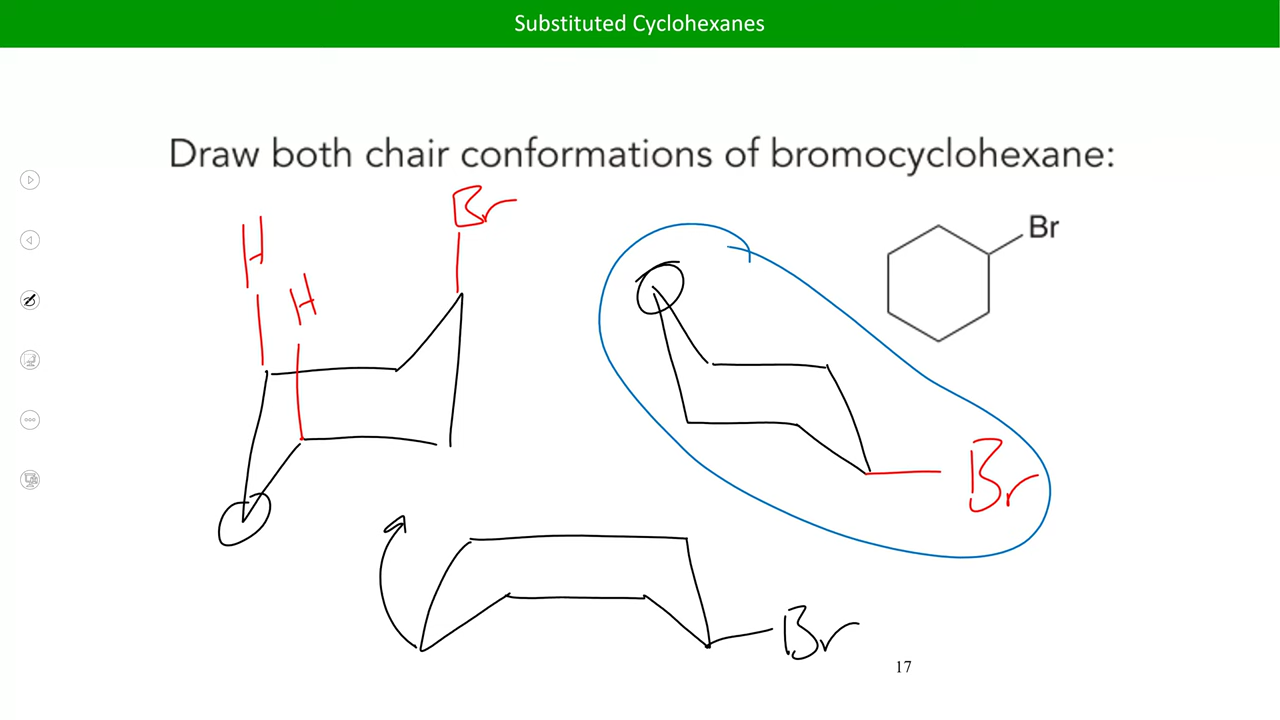 Substituted Cyclohexanes
Draw both chair conformations of bromocyclohexane:
Br
Br
H
H
Br
Br
17